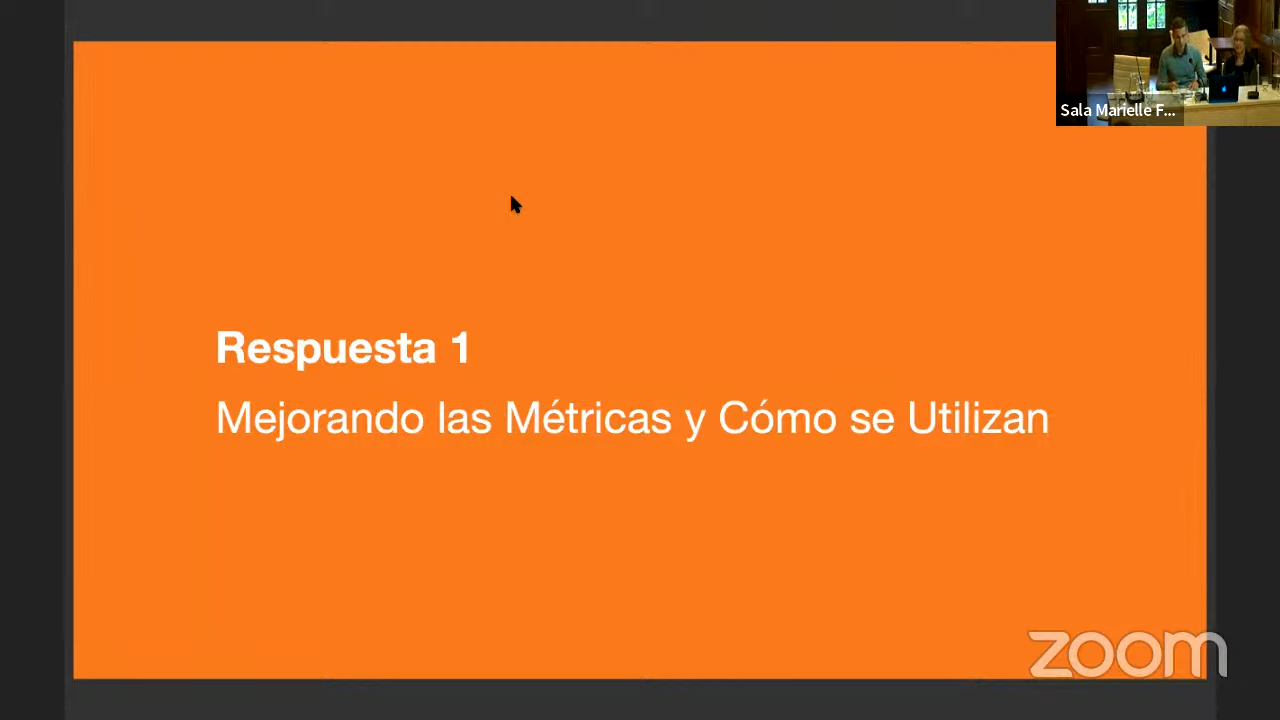 Sala Marielle F...
Respuesta 1
Mejorando las Métricas y Cómo se Utilizan
zoom